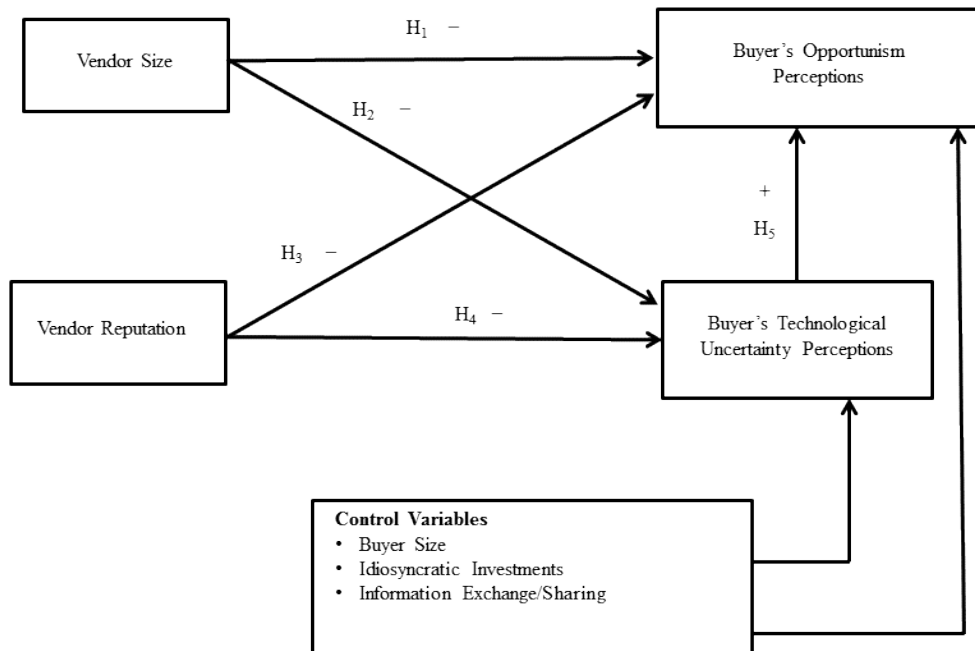 H₁ −
Vendor Size
Buyer’s Opportunism
Perceptions
H₂ −
+
H₅
H₃ −
Vendor Reputation
H₄ −
Buyer’s Technological
Uncertainty Perceptions
Control Variables
• Buyer Size
• Idiosyncratic Investments
• Information Exchange/Sharing